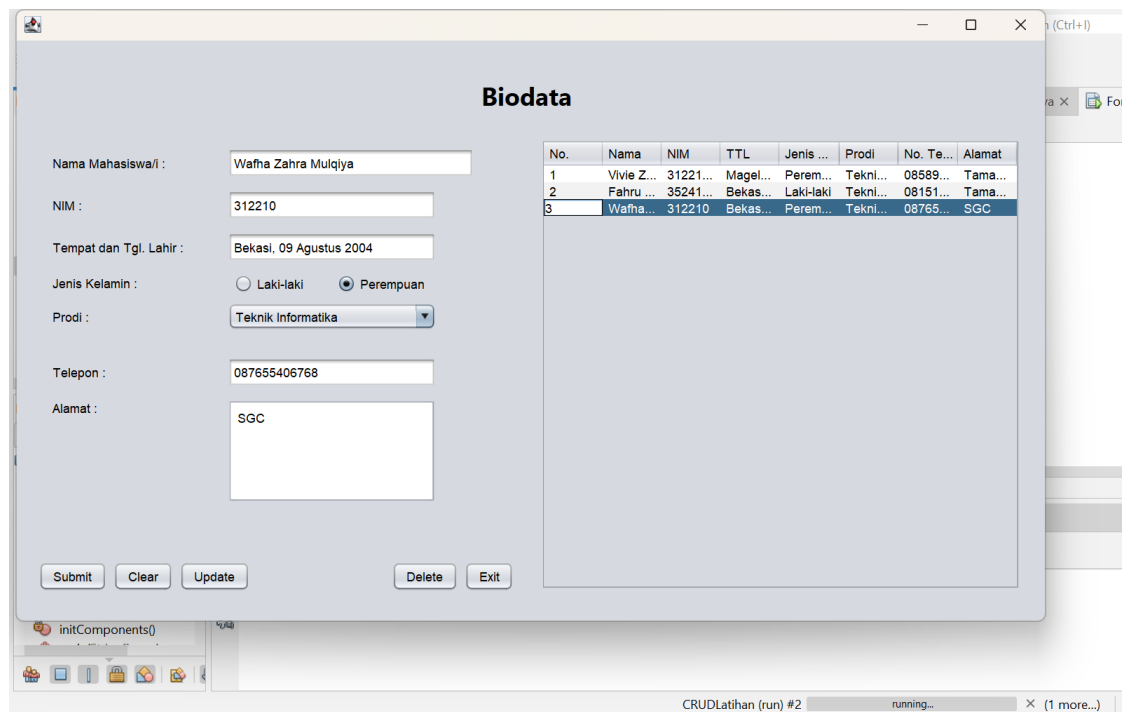 n (Ctrl+I)
Biodata
va
For
Nama Mahasiswa/i : Wafha Zahra Mulqiya
NIM : 312210
Tempat dan Tgl. Lahir : Bekasi, 09 Agustus 2004
Jenis Kelamin : Laki-laki Perempuan
Prodi : Teknik Informatika
Telepon : 087655406768
Alamat : SGC
No. Nama NIM TTL Jenis ... Prodi No. Te... Alamat
1 Vivie Z... 31221... Magel... Perem... Tekni... 08589... Tama...
2 Fahru ... 35241... Bekas... Laki-laki Tekni... 08151... Tama...
3 Wafha... 312210 Bekas... Perem... Tekni... 08765... SGC
Submit Clear Update Delete Exit
initComponents()
CRUDLatihan (run) #2 running... (1 more...)